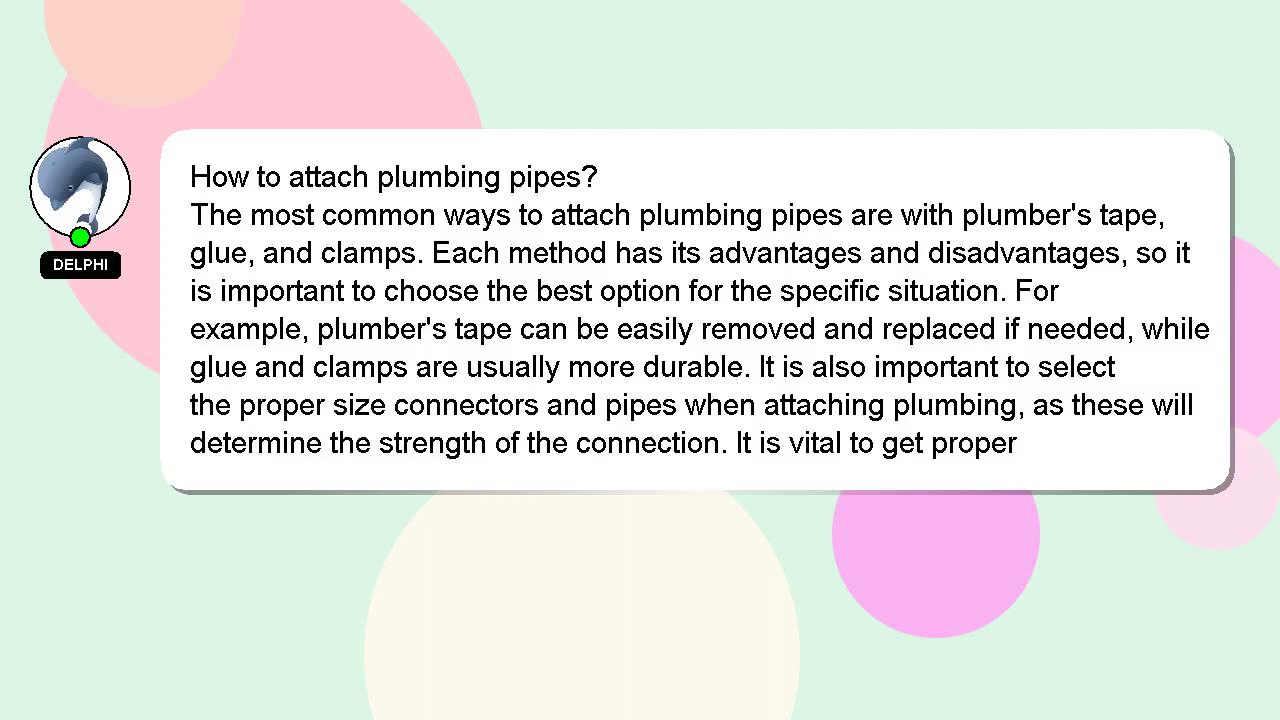 How to attach plumbing pipes?
The most common ways to attach plumbing pipes are with plumber's tape,
glue, and clamps. Each method has its advantages and disadvantages, so it
is important to choose the best option for the specific situation. For
example, plumber's tape can be easily removed and replaced if needed, while
glue and clamps are usually more durable. It is also important to select
the proper size connectors and pipes when attaching plumbing, as these will
determine the strength of the connection. It is vital to get proper
DELPHI